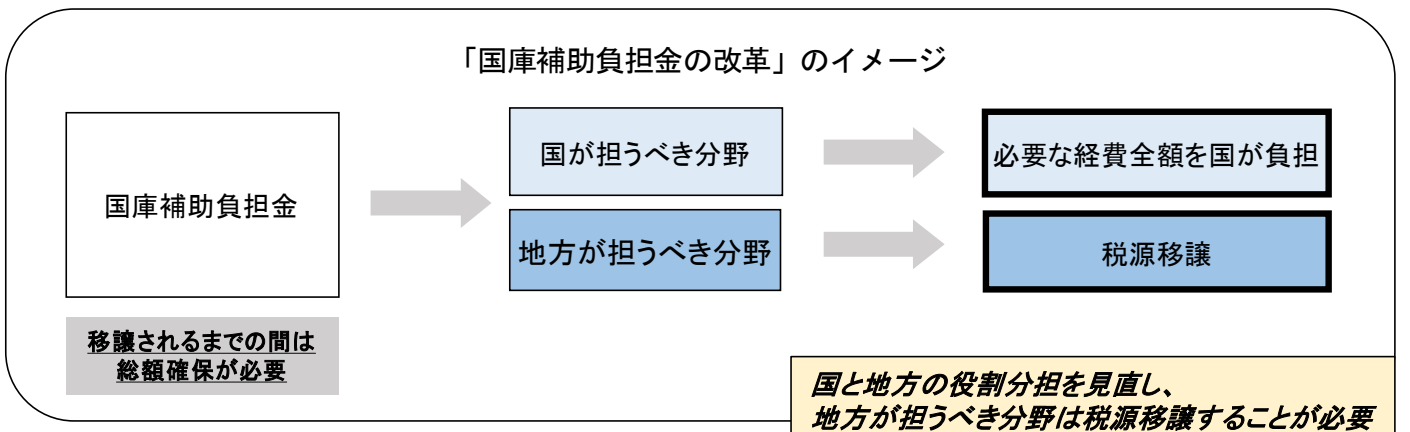 「国庫補助負担金の改革」のイメージ
国庫補助負担金
国が担うべき分野
必要な経費全額を国が負担
地方が担うべき分野
税源移譲
移譲されるまでの間は
総額確保が必要
国と地方の役割分担を見直し、
地方が担うべき分野は税源移譲することが必要